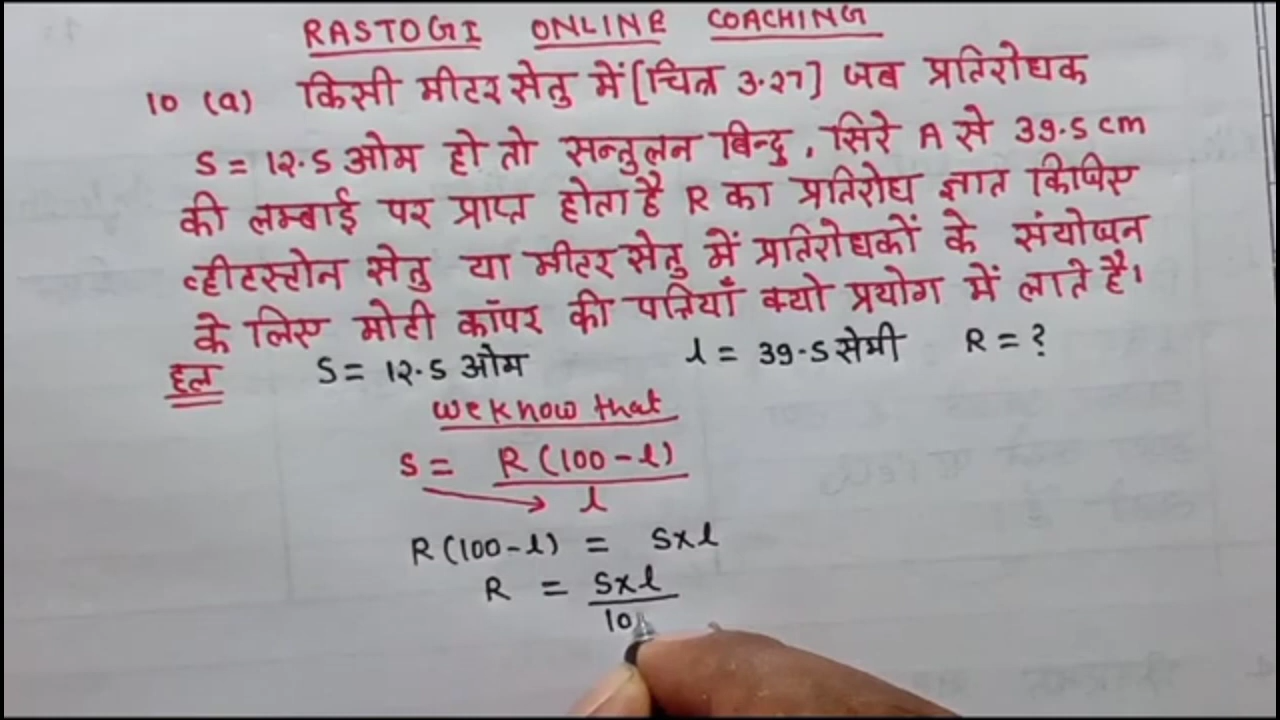 RASTOGI ONLINE COACHING
10 (a) किसी मीटर सेतु में [चित्र 3.27] जब प्रतिरोधक
S = 12.5 ओम हो तो सन्तुलन बिन्दु, सिरे A से 39.5 cm
की लम्बाई पर प्राप्त होता है R का प्रतिरोध ज्ञात किजिए
व्हीटस्टोन सेतु या मीटर सेतु में प्रतिरोधकों के संयोजन
के लिए मोटी कॉपर की पत्तियाँ क्यो प्रयोग में लाते है।
हल S = 12.5 ओम l = 39.5 सेमी R = ?
we know that
S = R (100 - l)
l
R (100 - l) = S x l
R = S x l
10